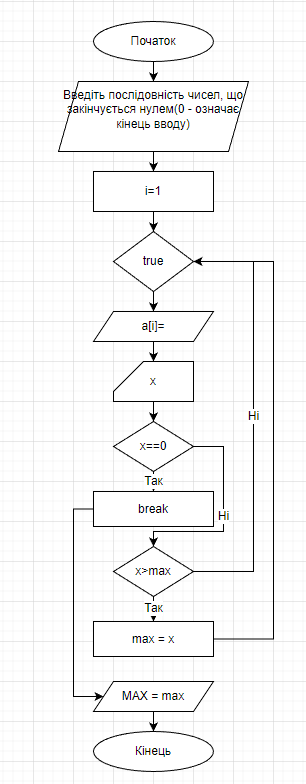 Початок
Введіть послідовність чисел, що
закінчується нулем(0 - означає
кінець вводу)
i=1
true
a[i]=
x
x==0
Так
break
Ні
Ні
x>max
Так
max = x
MAX = max
Кінець